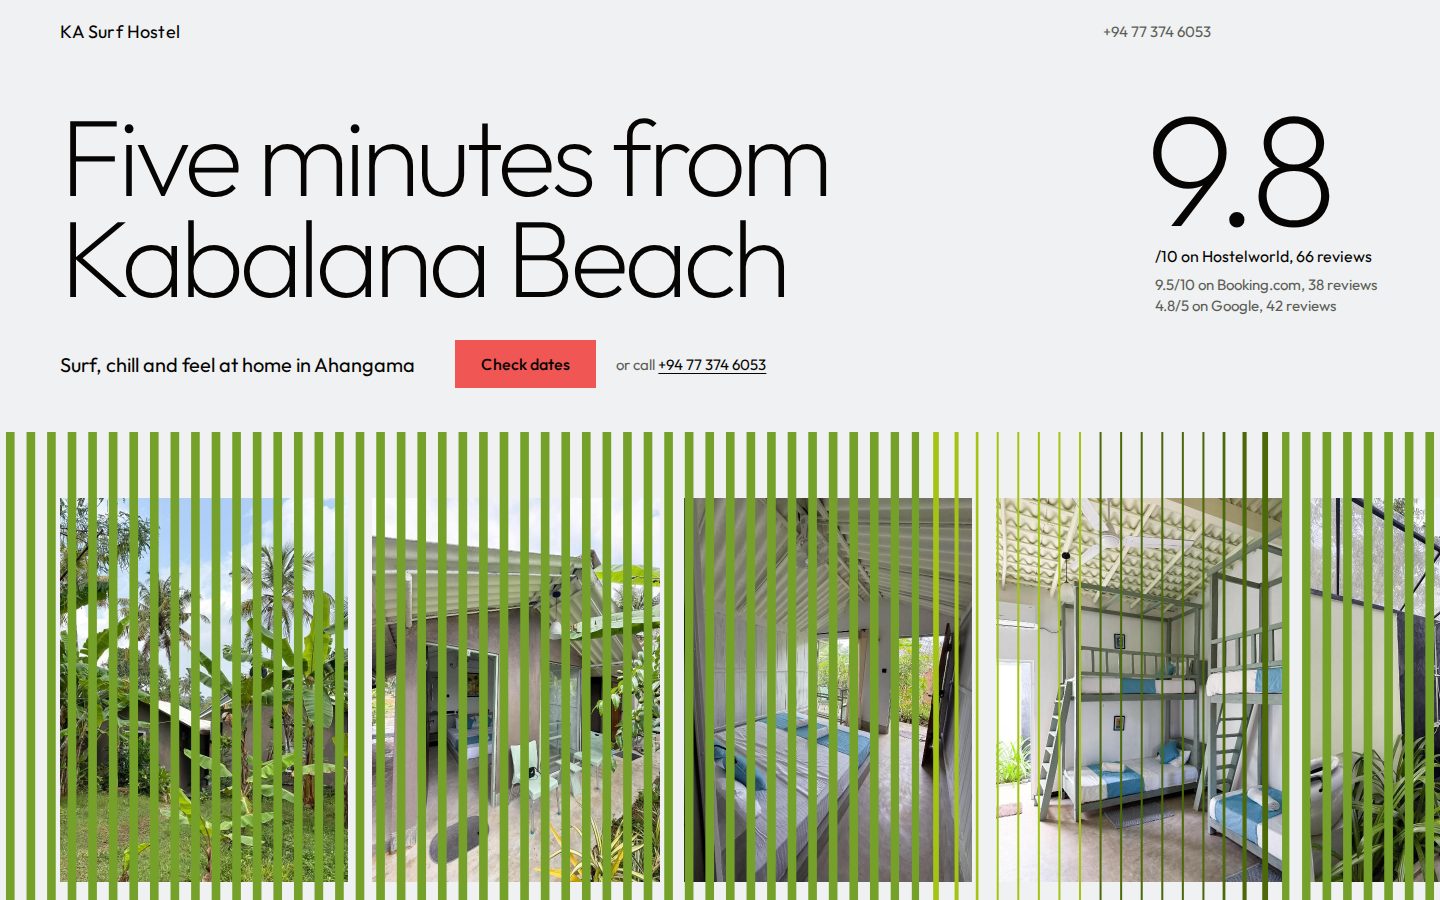 KA Surf Hostel
+94 77 374 6053
Five minutes from
Kabalana Beach
9.8
/10 on Hostelworld, 66 reviews
9.5/10 on Booking.com, 38 reviews
4.8/5 on Google, 42 reviews
Surf, chill and feel at home in Ahangama
Check dates
or call +94 77 374 6053